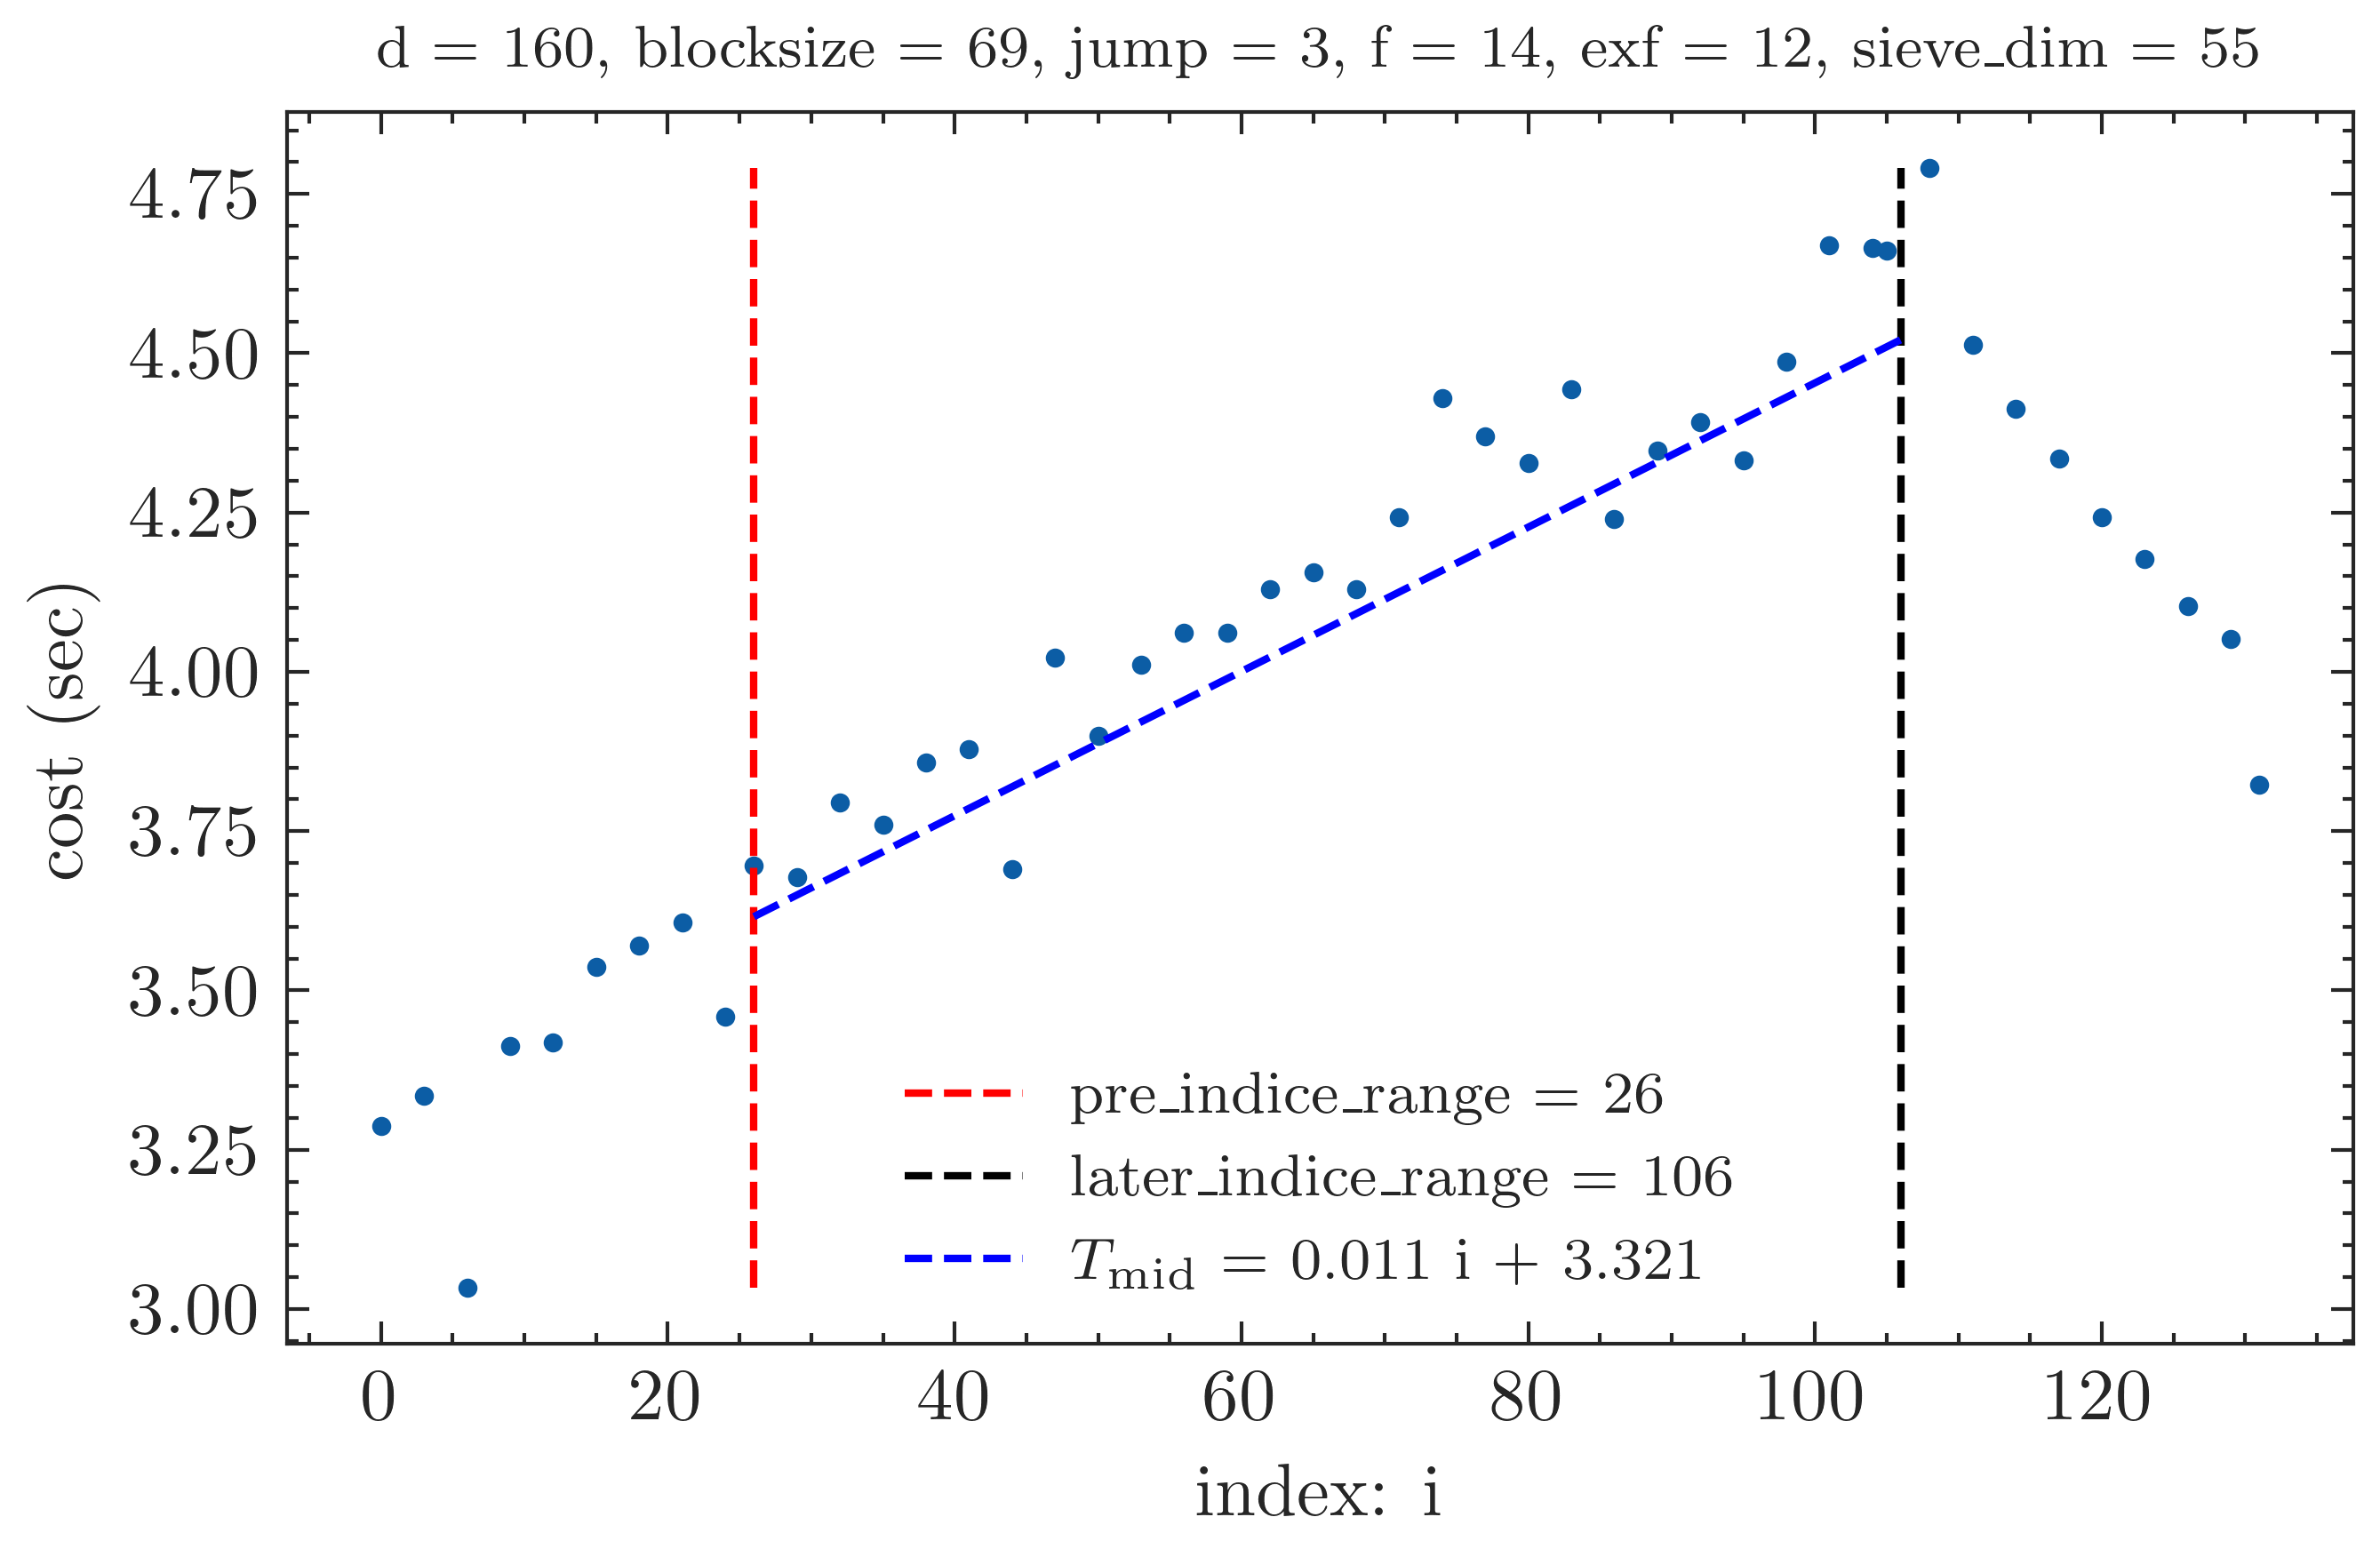 d = 160, blocksize = 69, jump = 3, f = 14, exf = 12, sieve_dim = 55
4.75
4.50
4.25
4.00
3.75
3.50
3.25
3.00
cost (sec)
pre_indice_range = 26
later_indice_range = 106
T_mid = 0.011 i + 3.321
0 20 40 60 80 100 120
index: i